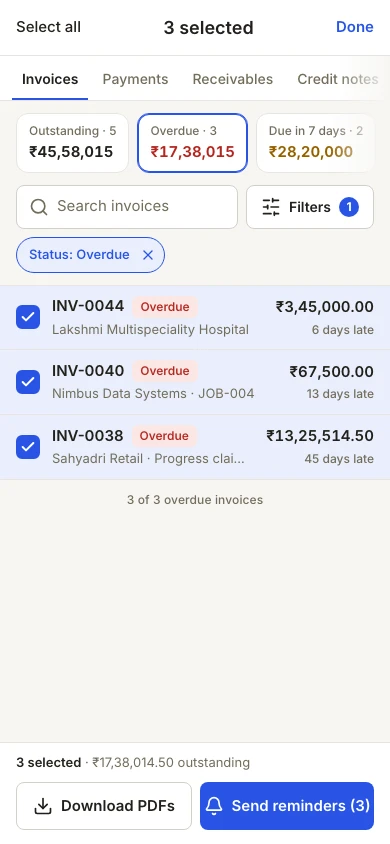 Select all 3 selected Done
Invoices Payments Receivables Credit notes
Outstanding · 5 Overdue · 3 Due in 7 days · 2
₹45,58,015 ₹17,38,015 ₹28,20,000
Search invoices Filters 1
Status: Overdue
INV-0044 Overdue ₹3,45,000.00
Lakshmi Multispeciality Hospital 6 days late
INV-0040 Overdue ₹67,500.00
Nimbus Data Systems · JOB-004 13 days late
INV-0038 Overdue ₹13,25,514.50
Sahyadri Retail · Progress clai... 45 days late
3 of 3 overdue invoices
3 selected · ₹17,38,014.50 outstanding
Download PDFs Send reminders (3)